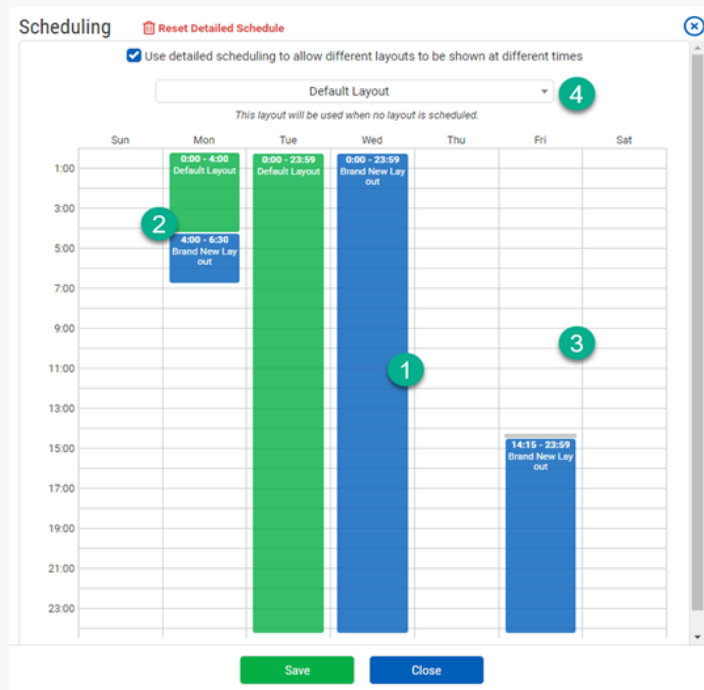 Scheduling
Reset Detailed Schedule
Use detailed scheduling to allow different layouts to be shown at different times
Default Layout
4
This layout will be used when no layout is scheduled.
Sun Mon Tue Wed Thu Fri Sat
0:00 - 4:00
Default Layout
0:00 - 23:59
Default Layout
0:00 - 23:59
Brand New Lay
out
1:00
3:00
2
4:00 - 6:30
Brand New Lay
out
5:00
7:00
9:00
3
11:00
1
13:00
14:15 - 23:59
Brand New Lay
out
15:00
17:00
19:00
21:00
23:00
Save
Close